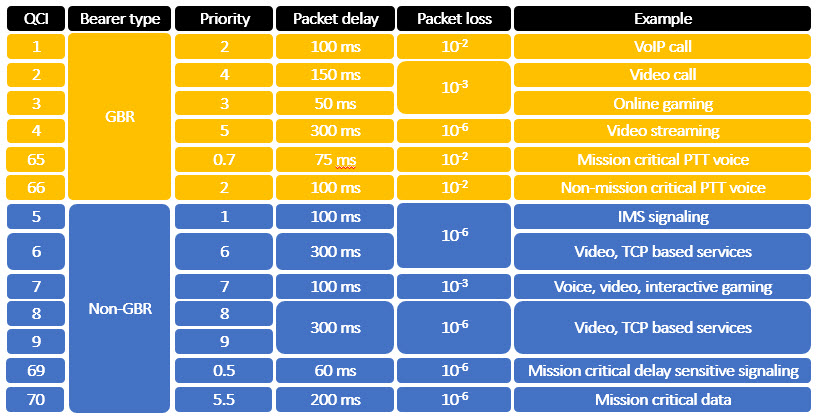 QCI Bearer type Priority Packet delay Packet loss Example
1 2 100 ms 10⁻² VoIP call
2 4 150 ms Video call
10⁻³
3 3 50 ms Online gaming
GBR
4 5 300 ms 10⁻⁶ Video streaming
65 0.7 75 ms 10⁻² Mission critical PTT voice
66 2 100 ms 10⁻² Non-mission critical PTT voice
5 1 100 ms IMS signaling
10⁻⁶
6 6 300 ms Video, TCP based services
7 7 100 ms 10⁻³ Voice, video, interactive gaming
Non-GBR
8 8
300 ms 10⁻⁶ Video, TCP based services
9 9
69 0.5 60 ms 10⁻⁶ Mission critical delay sensitive signaling
70 5.5 200 ms 10⁻⁶ Mission critical data